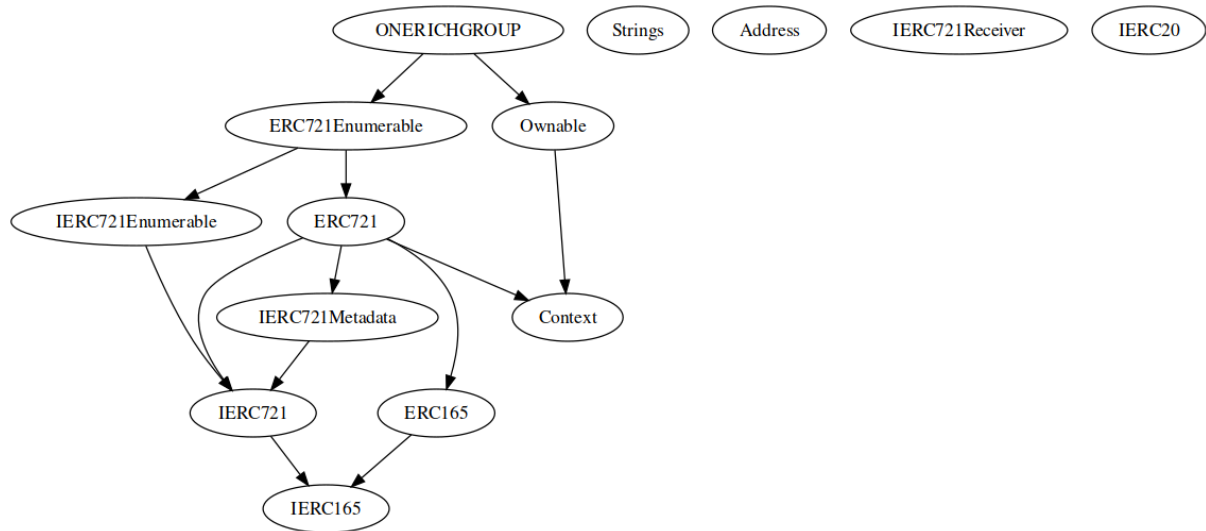 ONERICHGROUP
Strings
Address
IERC721Receiver
IERC20
ERC721Enumerable
Ownable
IERC721Enumerable
ERC721
IERC721Metadata
Context
IERC721
ERC165
IERC165